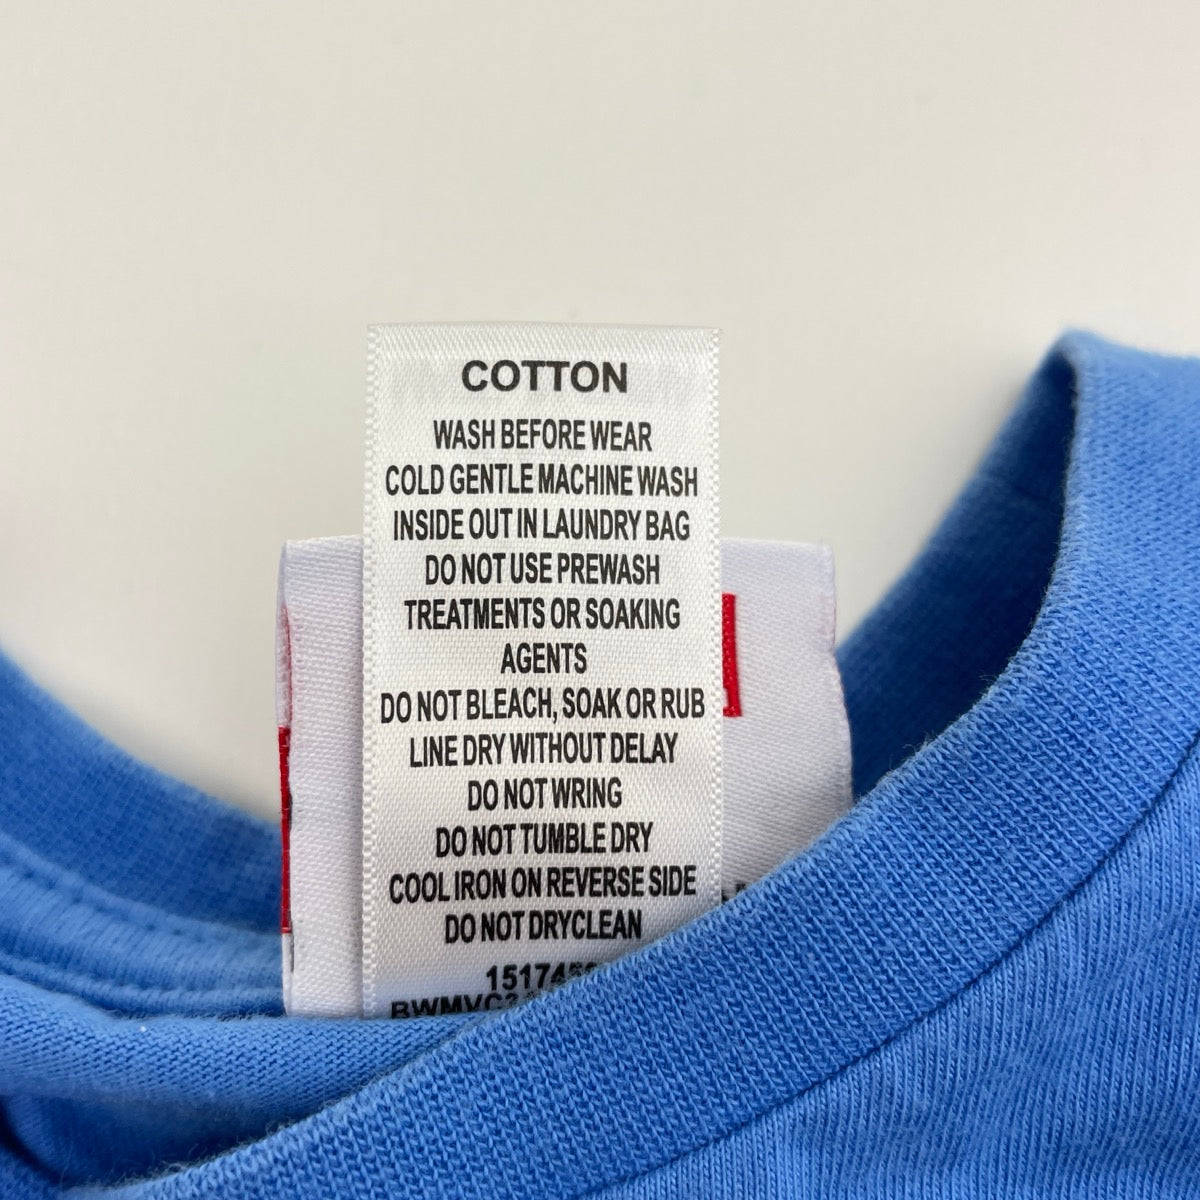 COTTON
WASH BEFORE WEAR
COLD GENTLE MACHINE WASH
INSIDE OUT IN LAUNDRY BAG
DO NOT USE PREWASH
TREATMENTS OR SOAKING
AGENTS
DO NOT BLEACH, SOAK OR RUB
LINE DRY WITHOUT DELAY
DO NOT WRING
DO NOT TUMBLE DRY
COOL IRON ON REVERSE SIDE
DO NOT DRYCLEAN